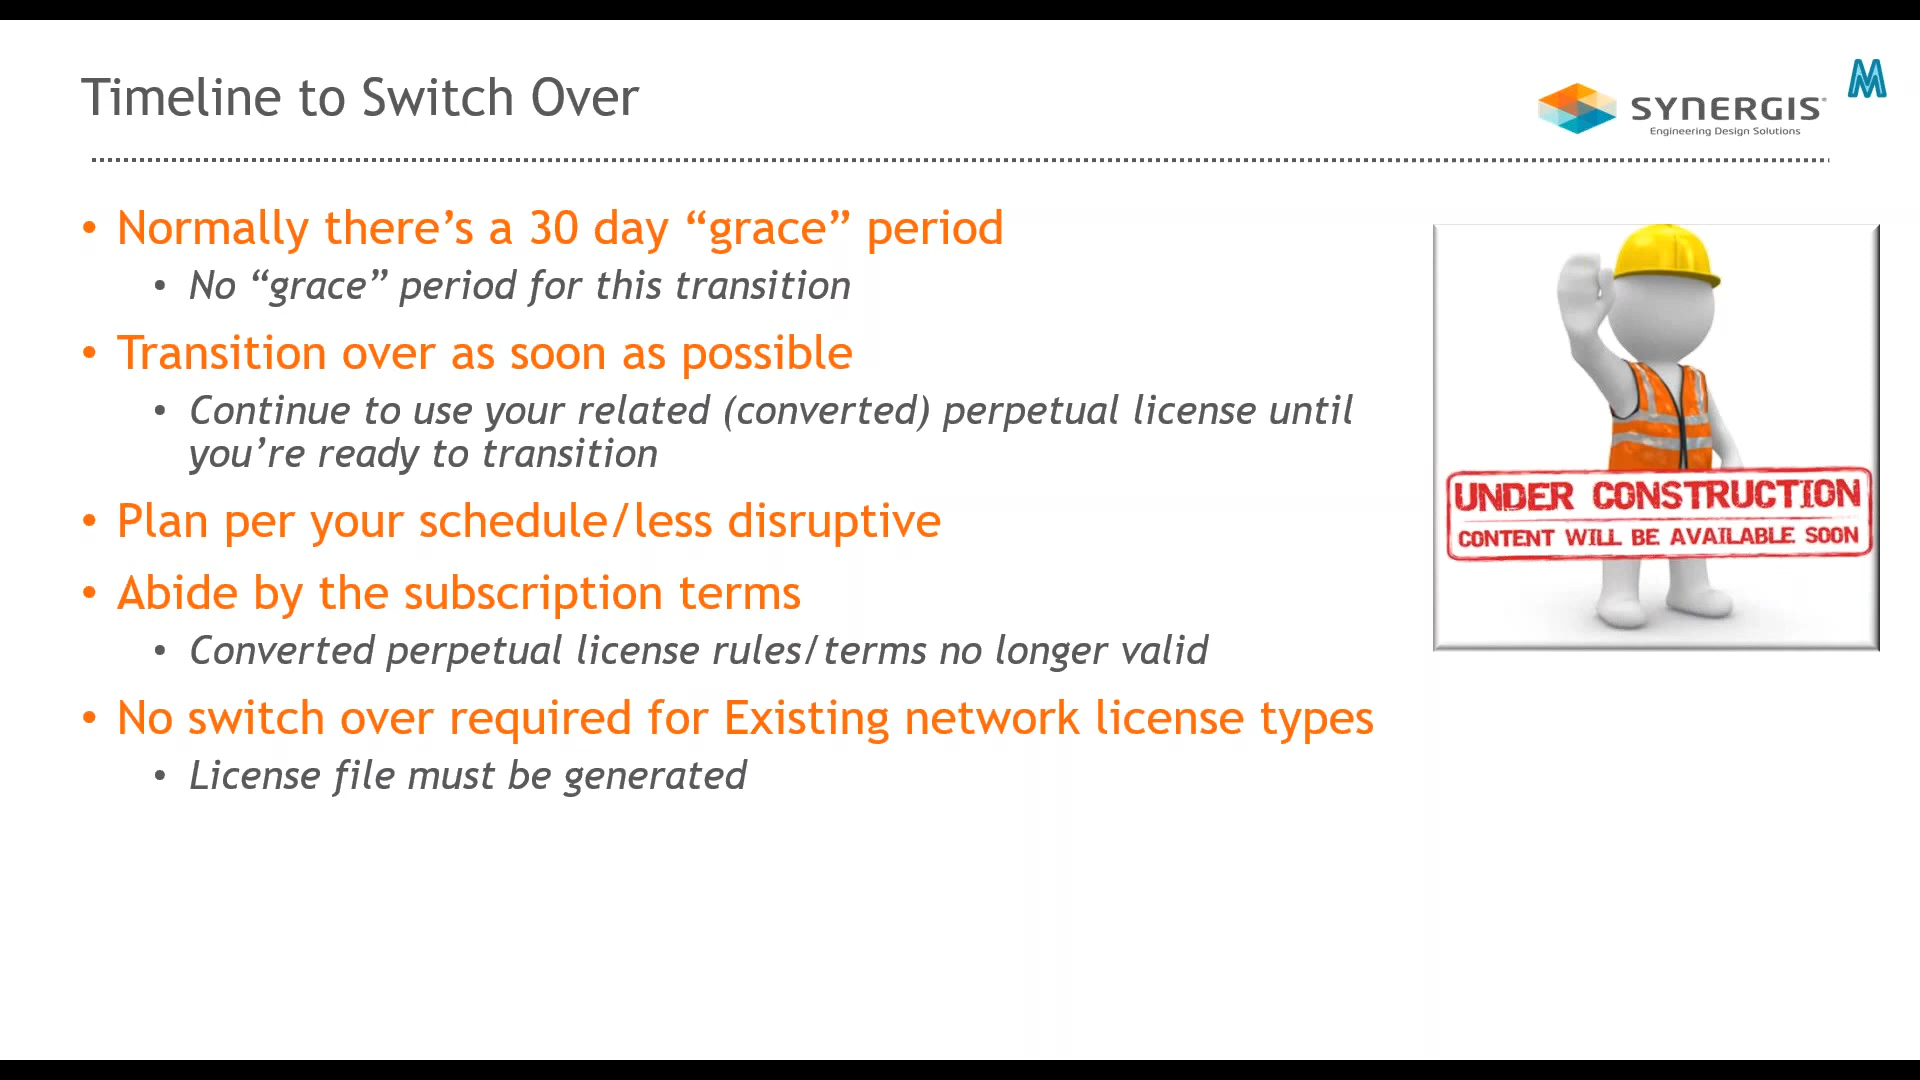 Timeline to Switch Over
SYNERGIS®
Engineering Design Solutions
• Normally there’s a 30 day “grace” period
• No “grace” period for this transition
• Transition over as soon as possible
• Continue to use your related (converted) perpetual license until
you’re ready to transition
• Plan per your schedule/less disruptive
• Abide by the subscription terms
• Converted perpetual license rules/terms no longer valid
• No switch over required for Existing network license types
• License file must be generated
UNDER CONSTRUCTION
CONTENT WILL BE AVAILABLE SOON